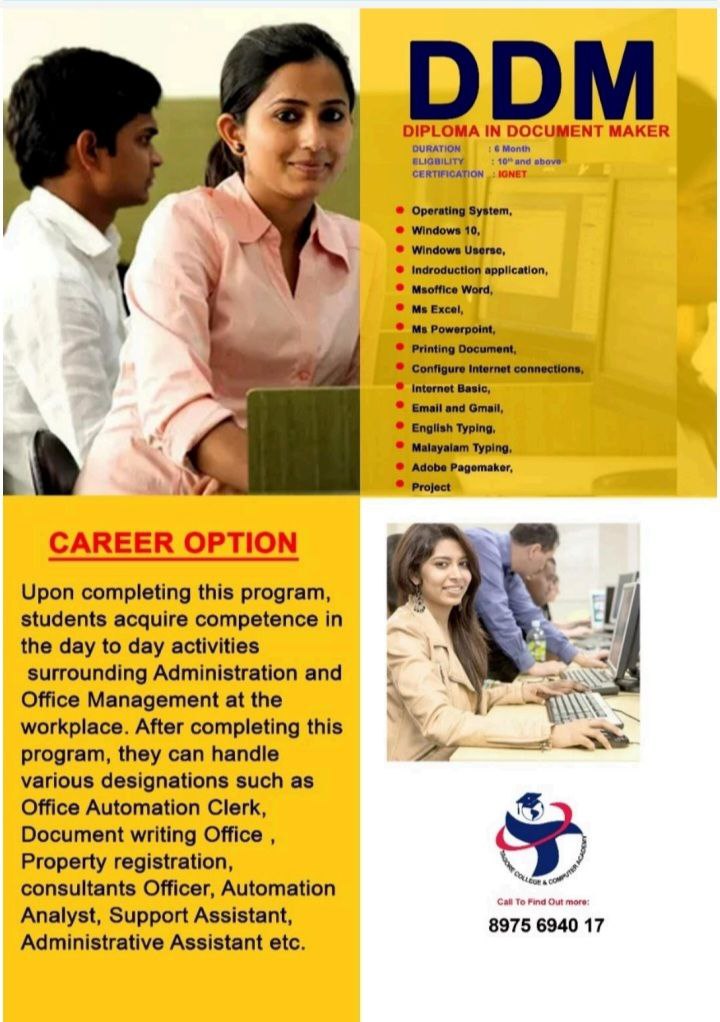 DDM
DIPLOMA IN DOCUMENT MAKER
DURATION : 6 Month
ELIGBILITY : 10th and above
CERTIFICATION : IGNET
Operating System,
Windows 10,
Windows Userse,
Indroduction application,
Msoffice Word,
Ms Excel,
Ms Powerpoint,
Printing Document,
Configure Internet connections,
Internet Basic,
Email and Gmail,
English Typing,
Malayalam Typing,
Adobe Pagemaker,
Project
CAREER OPTION
Upon completing this program,
students acquire competence in
the day to day activities
surrounding Administration and
Office Management at the
workplace. After completing this
program, they can handle
various designations such as
Office Automation Clerk,
Document writing Office ,
Property registration,
consultants Officer, Automation
Analyst, Support Assistant,
Administrative Assistant etc.
TAGORE COLLEGE & COMPUTER ACADEMY
Call To Find Out more:
8975 6940 17